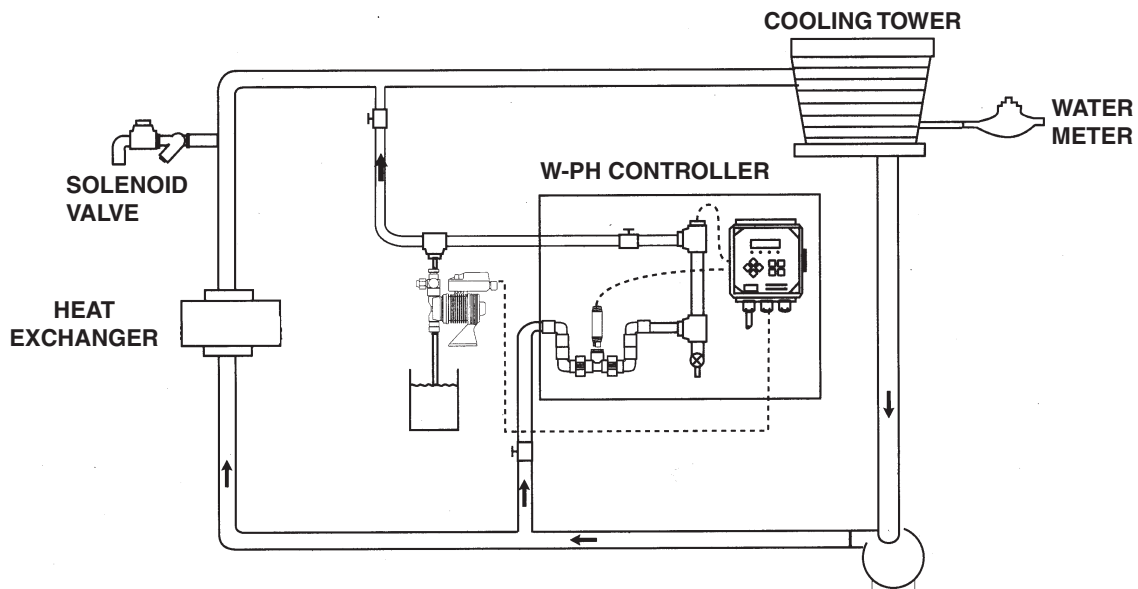 COOLING TOWER
WATER
METER
W-PH CONTROLLER
SOLENOID
VALVE
HEAT
EXCHANGER